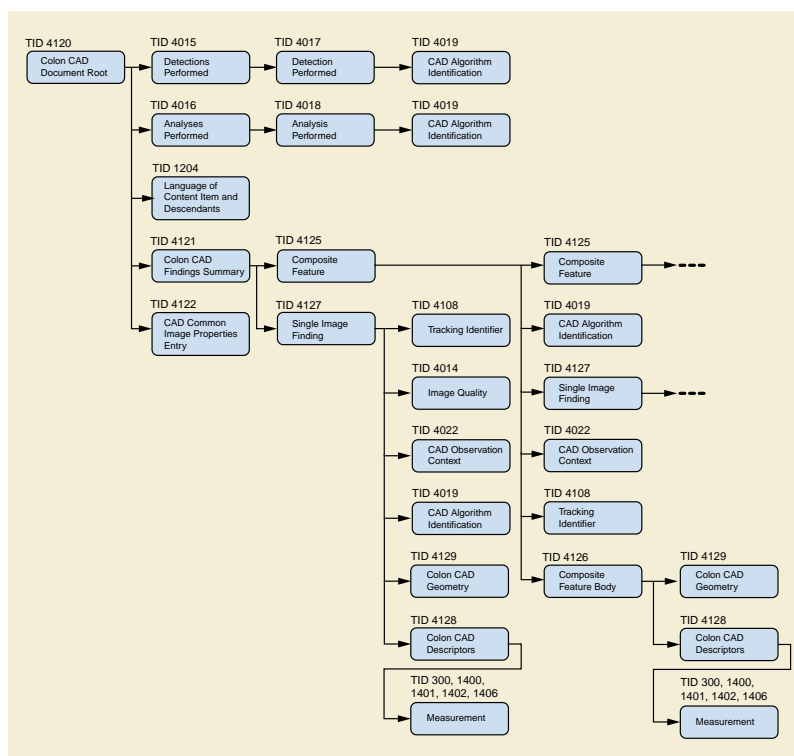 TID 4120
Colon CAD
Document Root
TID 4015
Detections
Performed
TID 4017
Detection
Performed
TID 4019
CAD Algorithm
Identification
TID 4016
Analyses
Performed
TID 4018
Analysis
Performed
TID 4019
CAD Algorithm
Identification
TID 1204
Language of
Content Item and
Descendants
TID 4121
Colon CAD
Findings Summary
TID 4125
Composite
Feature
TID 4125
Composite
Feature
TID 4122
CAD Common
Image Properties
Entry
TID 4127
Single Image
Finding
TID 4108
Tracking Identifier
TID 4019
CAD Algorithm
Identification
TID 4014
Image Quality
TID 4127
Single Image
Finding
TID 4022
CAD Observation
Context
TID 4022
CAD Observation
Context
TID 4019
CAD Algorithm
Identification
TID 4108
Tracking
Identifier
TID 4129
Colon CAD
Geometry
TID 4126
Composite
Feature Body
TID 4129
Colon CAD
Geometry
TID 4128
Colon CAD
Descriptors
TID 4128
Colon CAD
Descriptors
TID 300, 1400,
1401, 1402, 1406
Measurement
TID 300, 1400,
1401, 1402, 1406
Measurement